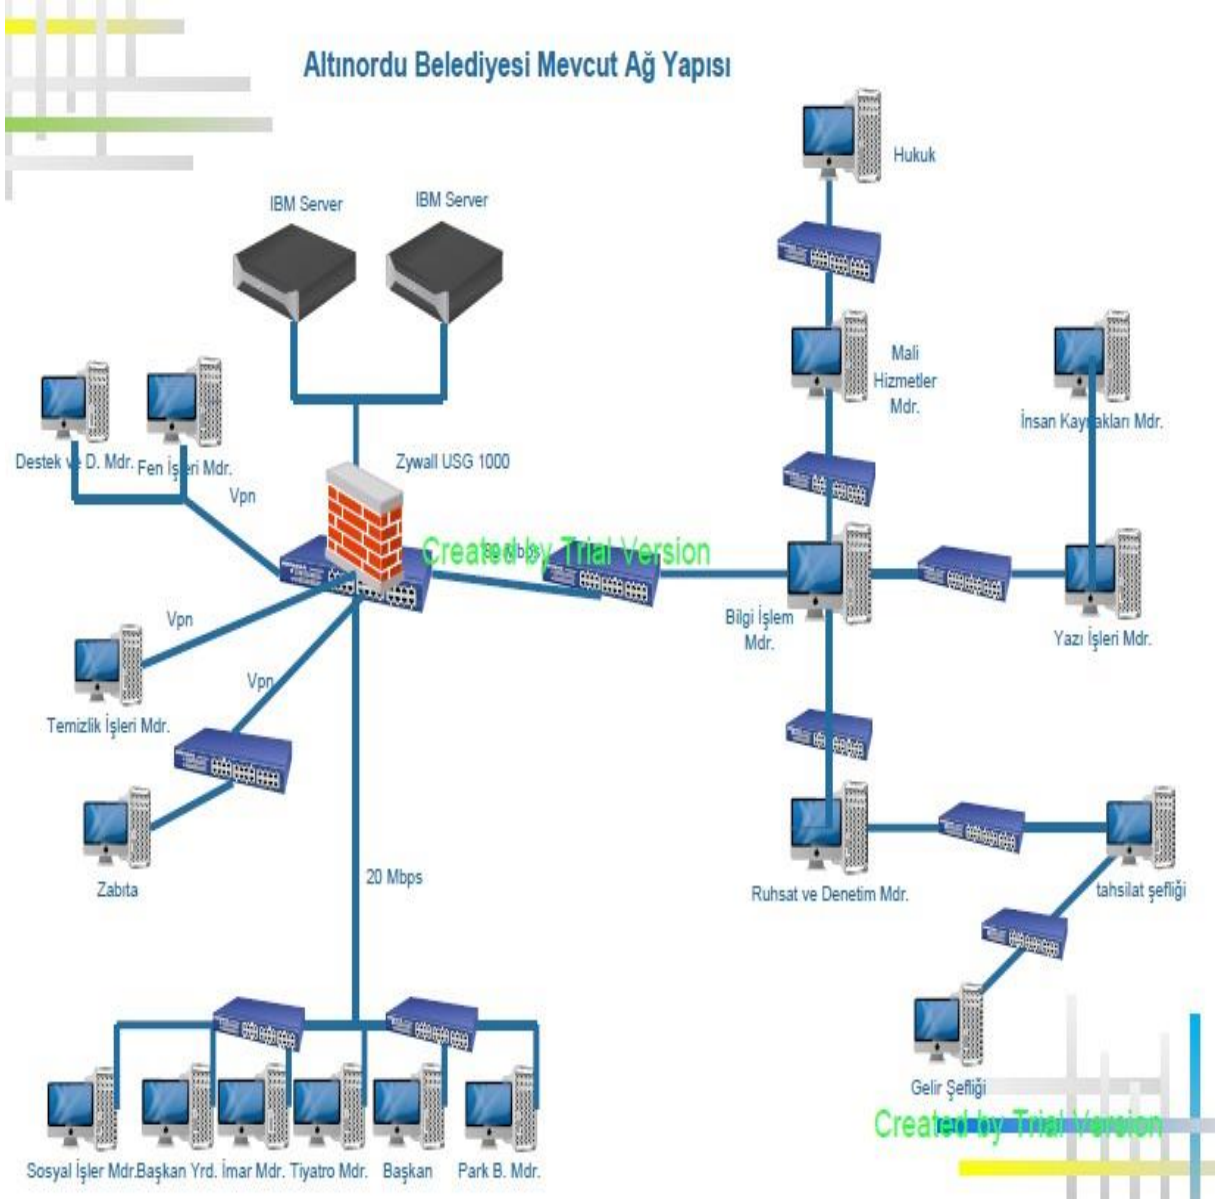 Altınordu Belediyesi Mevcut Ağ Yapısı
Hukuk
IBM Server
IBM Server
Mali
Hizmetler
Mdr.
İnsan Kaynakları Mdr.
Destek ve D. Mdr.
Fen İşleri Mdr.
Zywall USG 1000
Vpn
Created by Trial Version
Mbps
Bilgi İşlem
Mdr.
Yazı İşleri Mdr.
Vpn
Vpn
Temizlik İşleri Mdr.
Zabıta
20 Mbps
Ruhsat ve Denetim Mdr.
tahsilat şefliği
Gelir Şefliği
Created by Trial Version
Sosyal İşler Mdr.
Başkan Yrd.
İmar Mdr.
Tiyatro Mdr.
Başkan
Park B. Mdr.